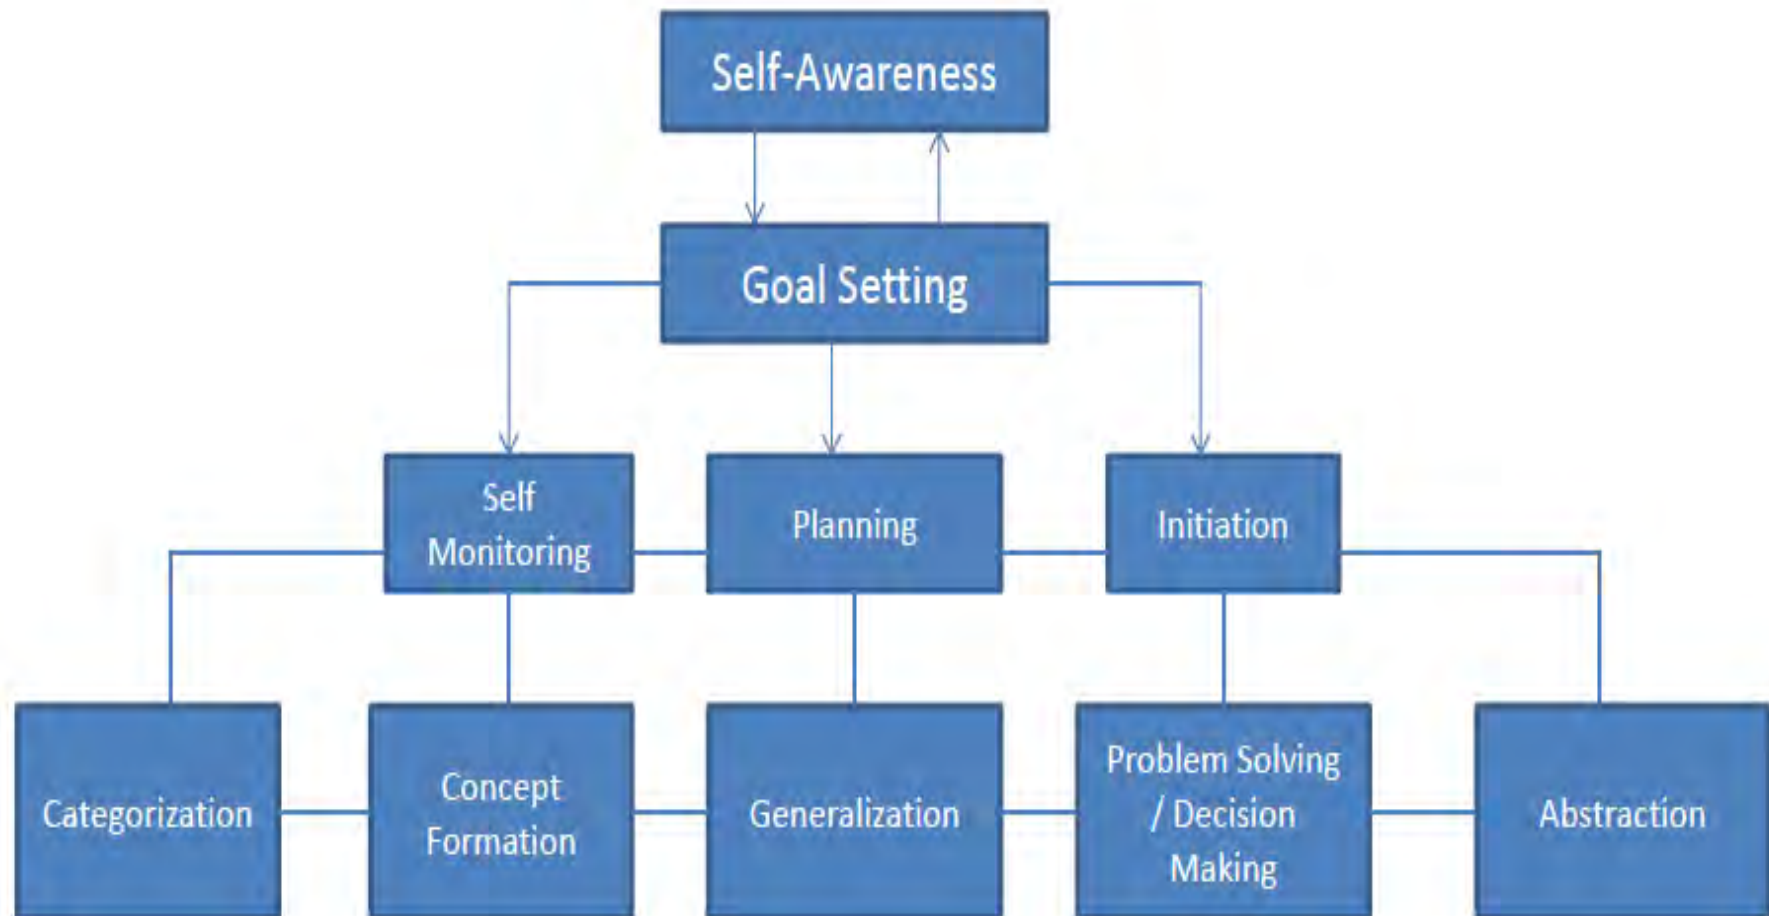 Self-Awareness
Goal Setting
Self
Monitoring
Planning
Initiation
Categorization
Concept
Formation
Generalization
Problem Solving
/ Decision
Making
Abstraction